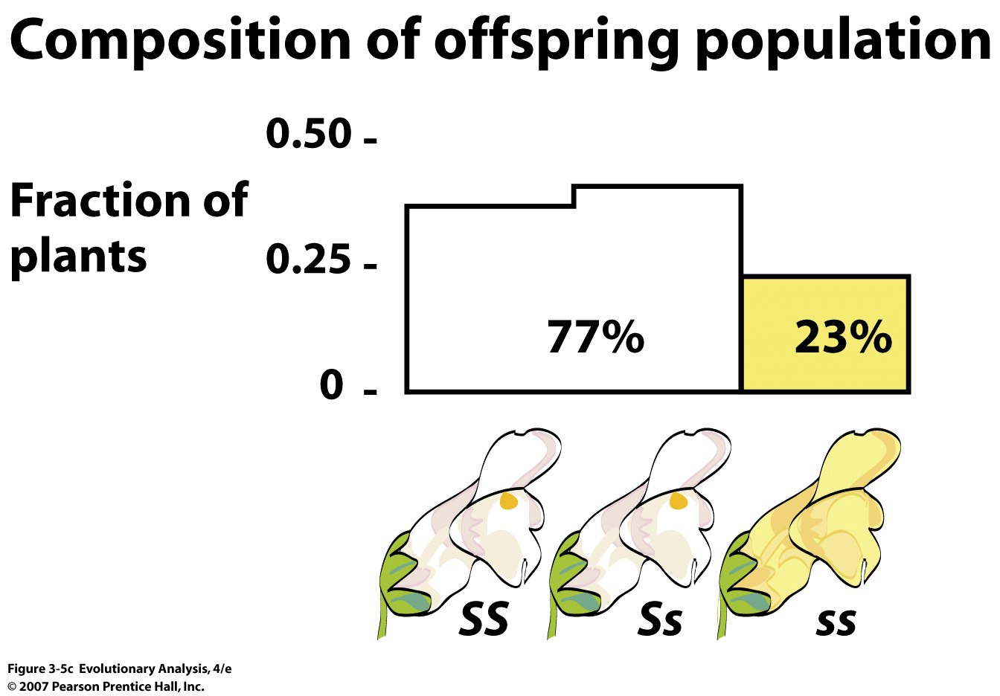 Composition of offspring population
0.50 -
Fraction of
plants
0.25 -
77%
23%
0 -
SS
Ss
ss
Figure 3-5c Evolutionary Analysis, 4/e
© 2007 Pearson Prentice Hall, Inc.